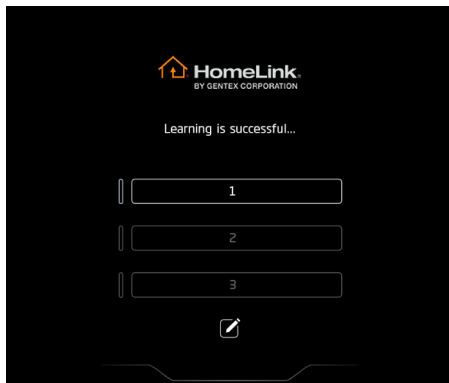 HomeLink®
BY GENTEX CORPORATION
Learning is successful...
1
2
3